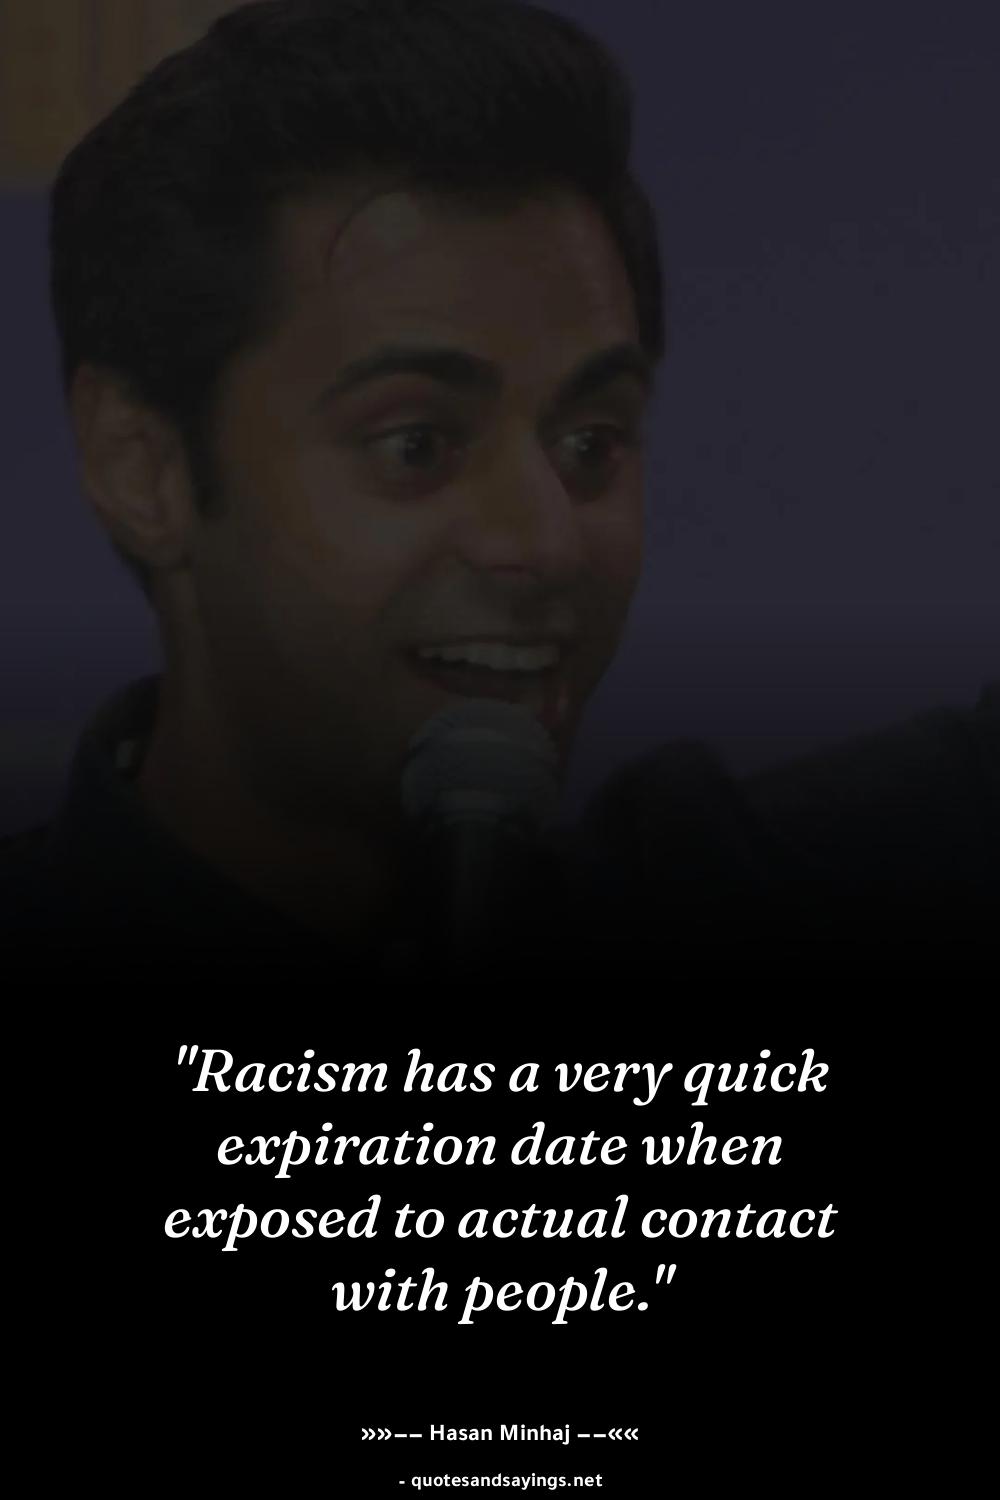 "Racism has a very quick
expiration date when
exposed to actual contact
with people."
»»−− Hasan Minhaj −−««
- quotesandsayings.net